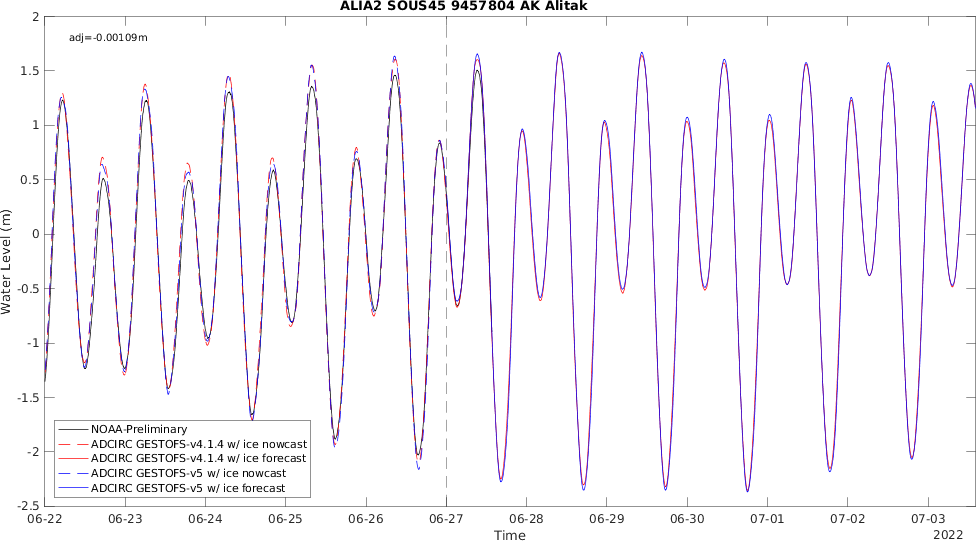 ALIA2 SOUS45 9457804 AK Alitak
adj=-0.00109m
2
1.5
1
0.5
0
-0.5
-1
-1.5
-2
-2.5
Water Level (m)
NOAA-Preliminary
ADCIRC GESTOFS-v4.1.4 w/ ice nowcast
ADCIRC GESTOFS-v4.1.4 w/ ice forecast
ADCIRC GESTOFS-v5 w/ ice nowcast
ADCIRC GESTOFS-v5 w/ ice forecast
06-22 06-23 06-24 06-25 06-26 06-27 06-28 06-29 06-30 07-01 07-02 07-03
Time
2022